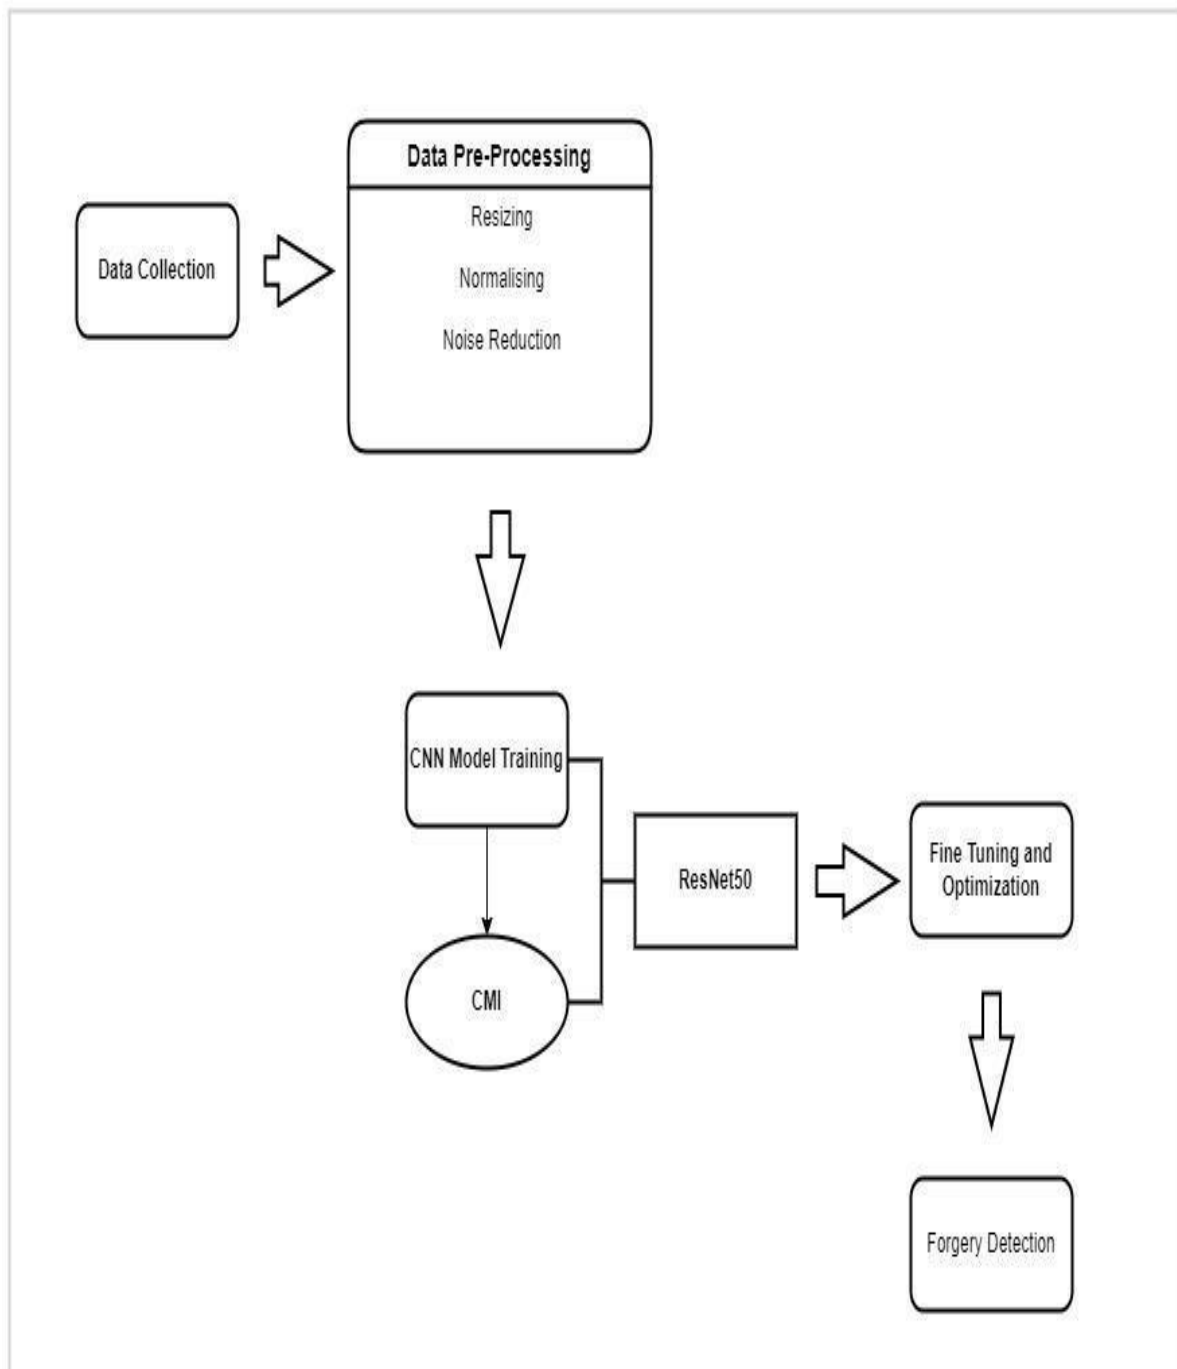 Data Pre-Processing
Resizing
Normalising
Noise Reduction
Data Collection
CNN Model Training
CMI
ResNet50
Fine Tuning and
Optimization
Forgery Detection